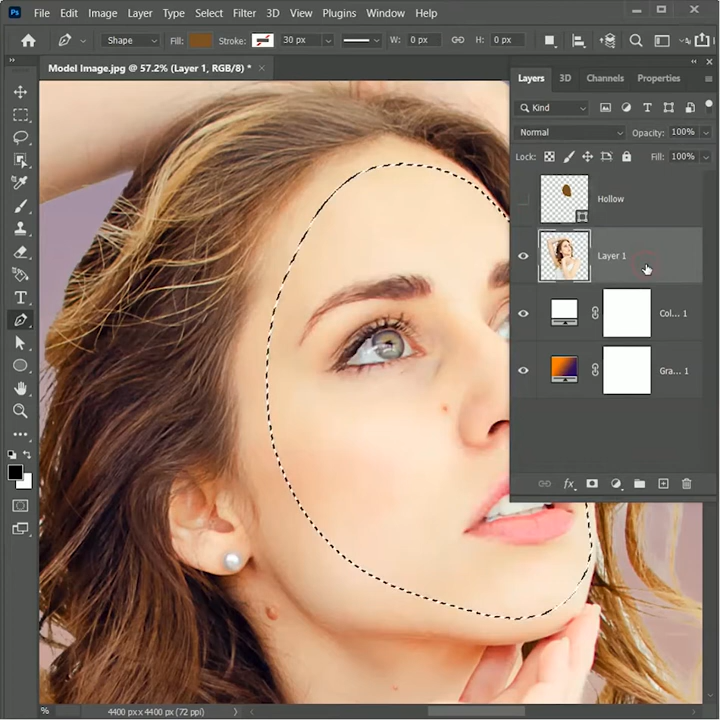 Ps File Edit Image Layer Type Select Filter 3D View Plugins Window Help
Shape Fill: Stroke: 30 px W: 0 px H: 0 px
Model Image.jpg @ 57.2% (Layer 1, RGB/8) *
Layers 3D Channels Properties
Kind
Normal Opacity: 100%
Lock: Fill: 100%
Hollow
Layer 1
Col... 1
Gra... 1
fx
% 4400 px x 4400 px (72 ppi)